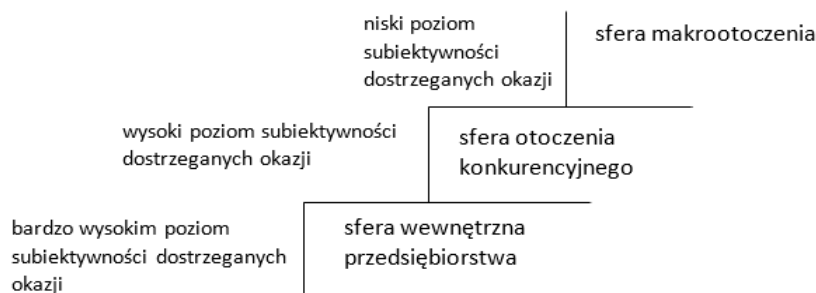 niski poziom
subiektywności
dostrzeganych okazji
sfera makrootoczenia
wysoki poziom subiektywności
dostrzeganych okazji
sfera otoczenia
konkurencyjnego
bardzo wysokim poziom
subiektywności dostrzeganych
okazji
sfera wewnętrzna
przedsiębiorstwa